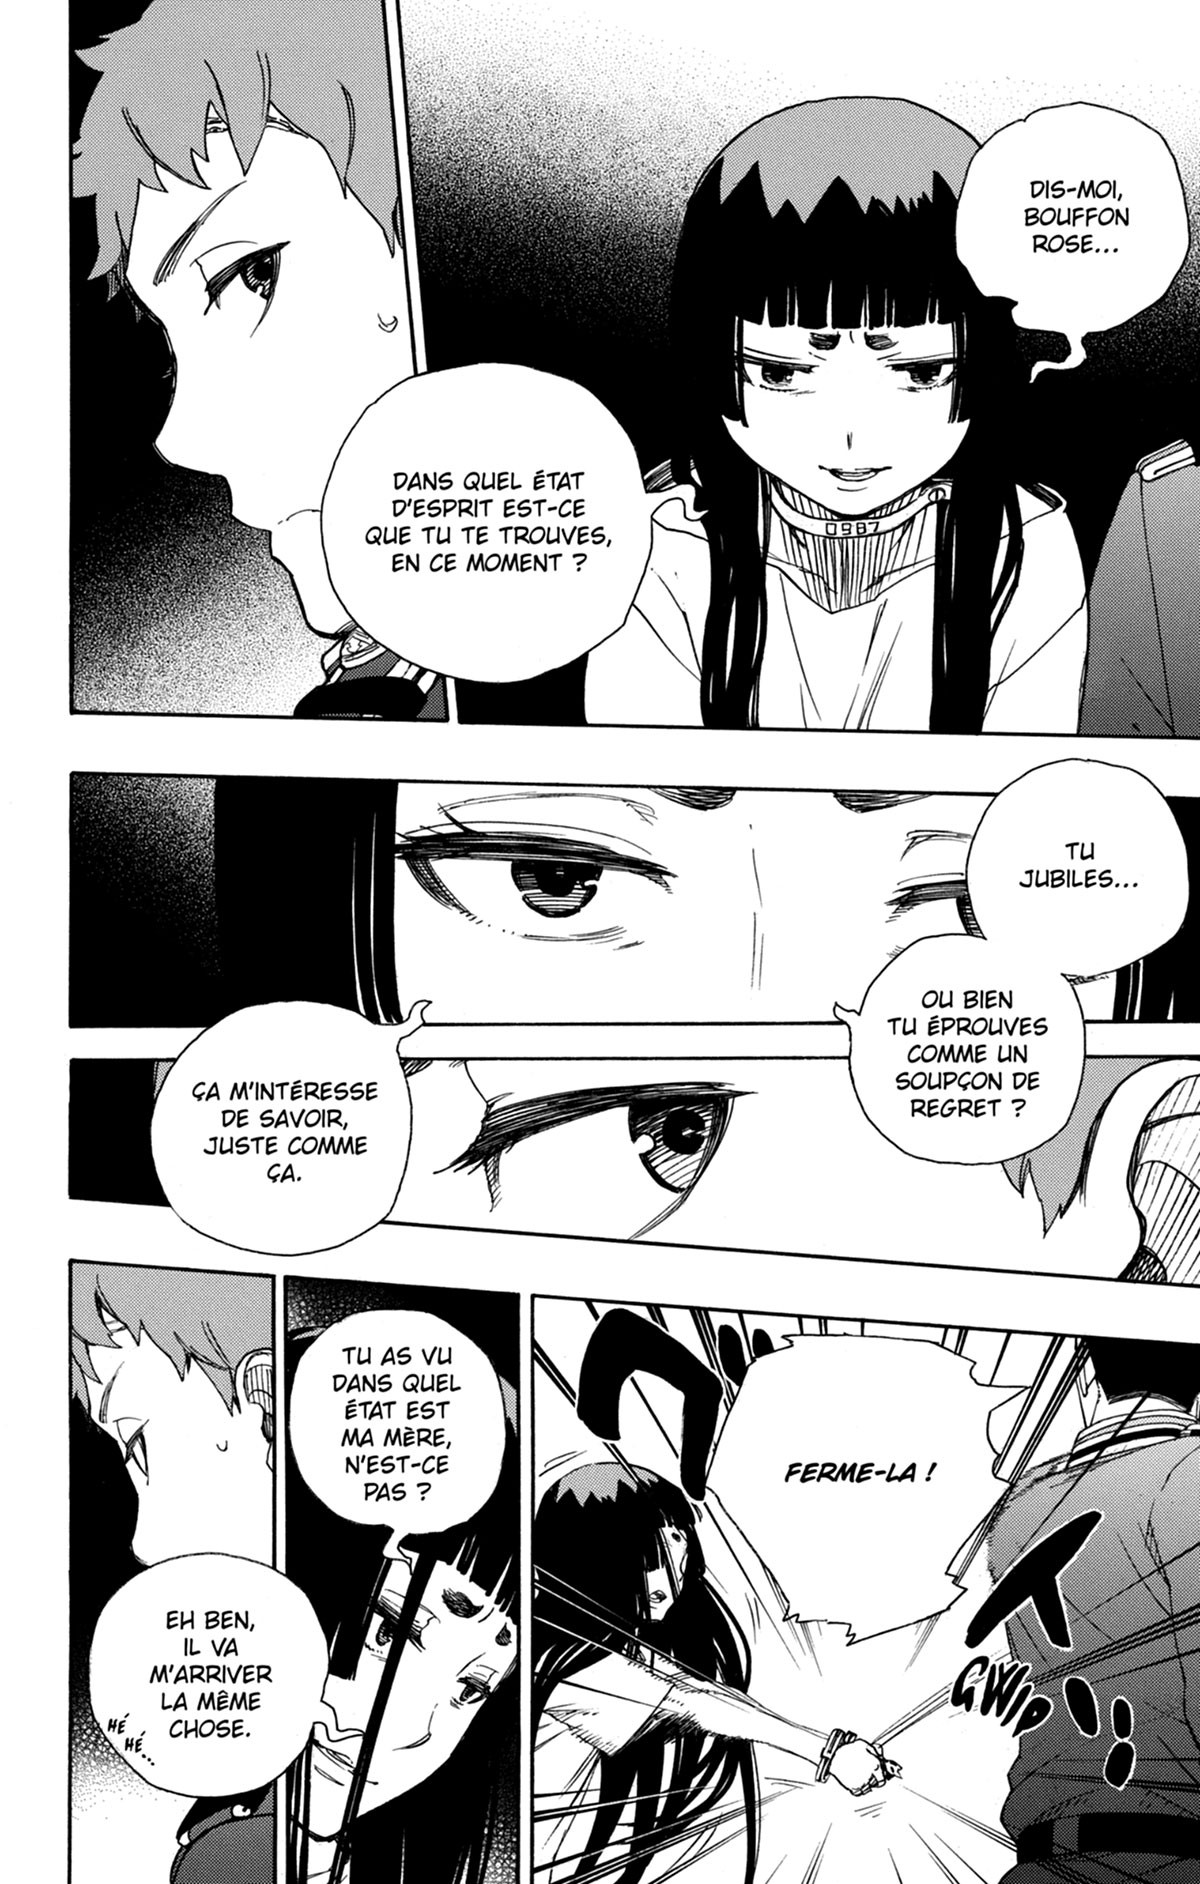 DIS-MOI,
BOUFFON
ROSE...
DANS QUEL ÉTAT
D'ESPRIT EST-CE
QUE TU TE TROUVES,
EN CE MOMENT ?
0987
TU
JUBILES...
OU BIEN
TU ÉPROUVES
COMME UN
SOUPÇON DE
REGRET ?
ÇA M'INTÉRESSE
DE SAVOIR,
JUSTE COMME
ÇA.
FERME-LA !
GWIP
TU AS VU
DANS QUEL
ÉTAT EST
MA MÈRE,
N'EST-CE
PAS ?
EH BEN,
IL VA
M'ARRIVER
LA MÊME
CHOSE.
HÉ
HÉ...